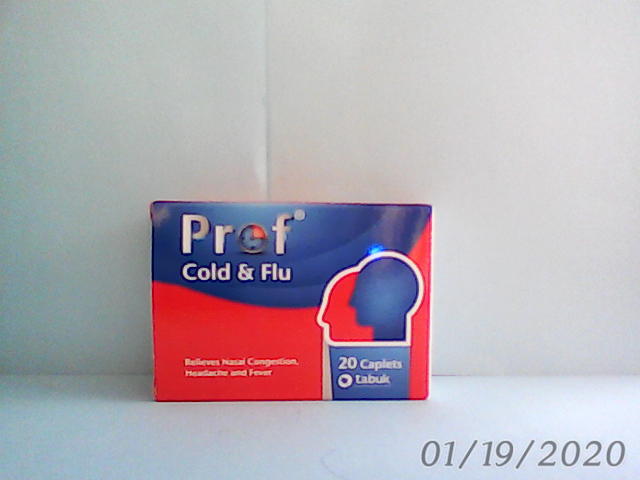 Prof®
Cold & Flu
Relieves Nasal Congestion,
Headache and Fever
20 Caplets
tabuk
01/19/2020